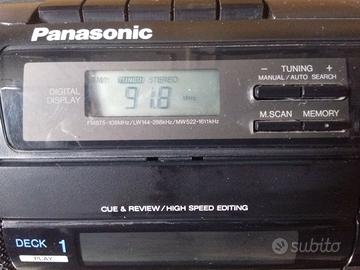 Panasonic
– TUNING +
MANUAL/AUTO SEARCH
DIGITAL
DISPLAY
TUNED STEREO
91.8 MHz
M.SCAN MEMORY
FM87.5-108MHz/LW144-288kHz/MW522-1611kHz
CUE & REVIEW/HIGH SPEED EDITING
DECK 1
PLAY
subito